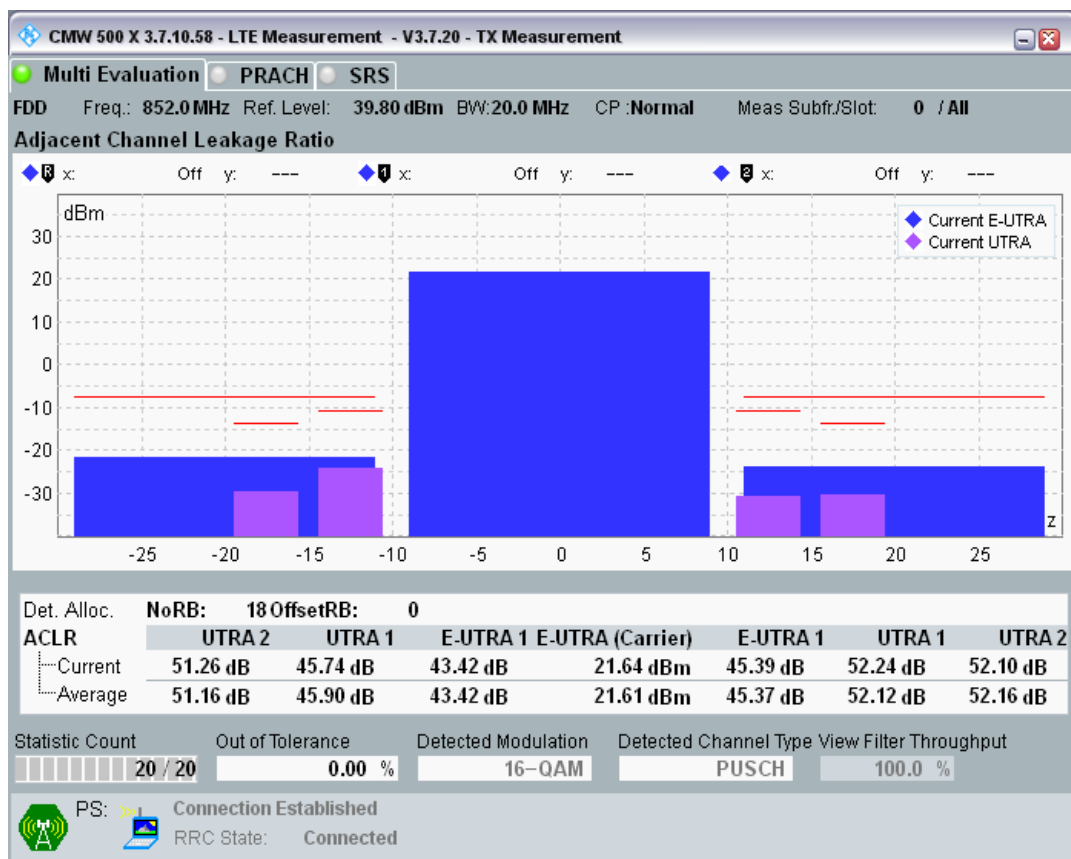 CMW 500 X 3.7.10.58 - LTE Measurement - V3.7.20 - TX Measurement
Multi Evaluation PRACH SRS
FDD Freq.: 852.0 MHz Ref. Level: 39.80 dBm BW: 20.0 MHz CP : Normal Meas Subfr./Slot: 0 / All
Adjacent Channel Leakage Ratio
R x: Off y: --- 1 x: Off y: --- 2 x: Off y: ---
dBm
Current E-UTRA
Current UTRA
30
20
10
0
-10
-20
-30
z
-25 -20 -15 -10 -5 0 5 10 15 20 25
Det. Alloc. NoRB: 18 OffsetRB: 0
ACLR UTRA 2 UTRA 1 E-UTRA 1 E-UTRA (Carrier) E-UTRA 1 UTRA 1 UTRA 2
Current 51.26 dB 45.74 dB 43.42 dB 21.64 dBm 45.39 dB 52.24 dB 52.10 dB
Average 51.16 dB 45.90 dB 43.42 dB 21.61 dBm 45.37 dB 52.12 dB 52.16 dB
Statistic Count Out of Tolerance Detected Modulation Detected Channel Type View Filter Throughput
20 / 20 0.00 % 16-QAM PUSCH 100.0 %
PS: Connection Established
RRC State: Connected